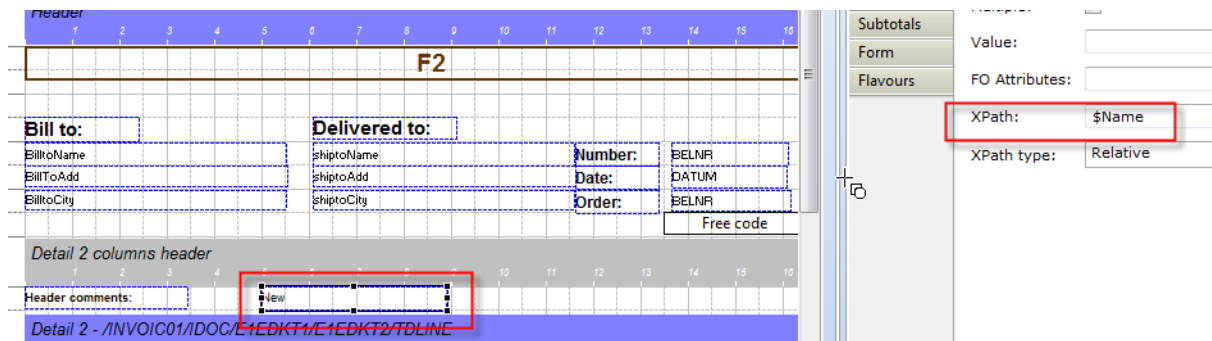 Header
1 2 3 4 5 6 7 8 9 10 11 12 13 14 15 16
F2
Bill to: Delivered to:
BilltoName shiptoName Number: BELNR
BillToAdd shiptoAdd Date: DATUM
BilltoCity shiptoCity Order: BELNR
Free code
Detail 2 columns header
1 2 3 4 5 6 7 8 9 10 11 12 13 14 15 16
Header comments: New
Detail 2 - /INVOIC01/IDOC/E1EDKT1/E1EDKT2/TDLINE
Subtotals
Form
Flavours
Multiple:
Value:
FO Attributes:
XPath: $Name
XPath type: Relative